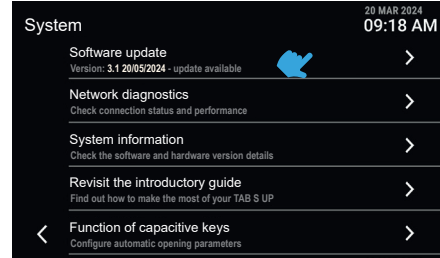 System
20 MAR 2024
09:18 AM
Software update
Version: 3.1 20/05/2024 - update available
Network diagnostics
Check connection status and performance
System information
Check the software and hardware version details
Revisit the introductory guide
Find out how to make the most of your TAB S UP
Function of capacitive keys
Configure automatic opening parameters